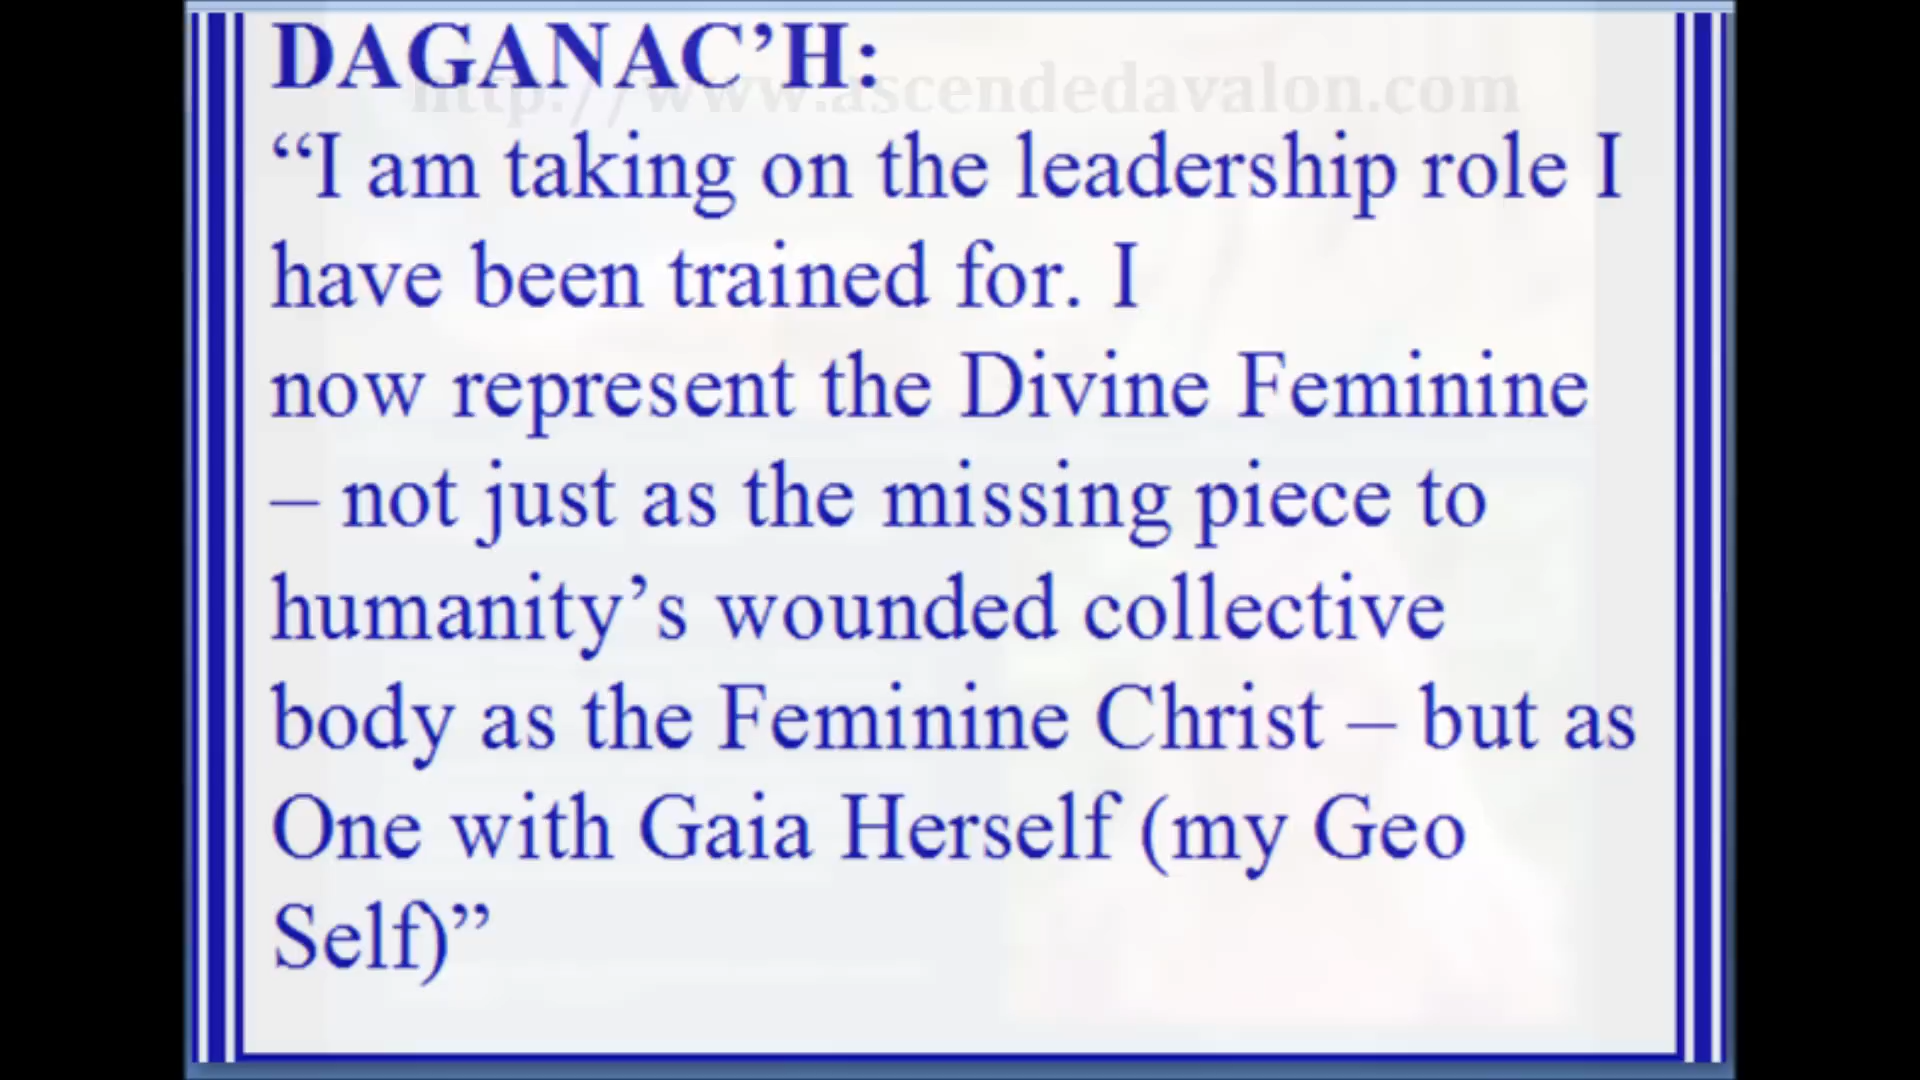 DAGANAC’H:
http://www.ascendedavalon.com
“I am taking on the leadership role I
have been trained for. I
now represent the Divine Feminine
– not just as the missing piece to
humanity’s wounded collective
body as the Feminine Christ – but as
One with Gaia Herself (my Geo
Self)”